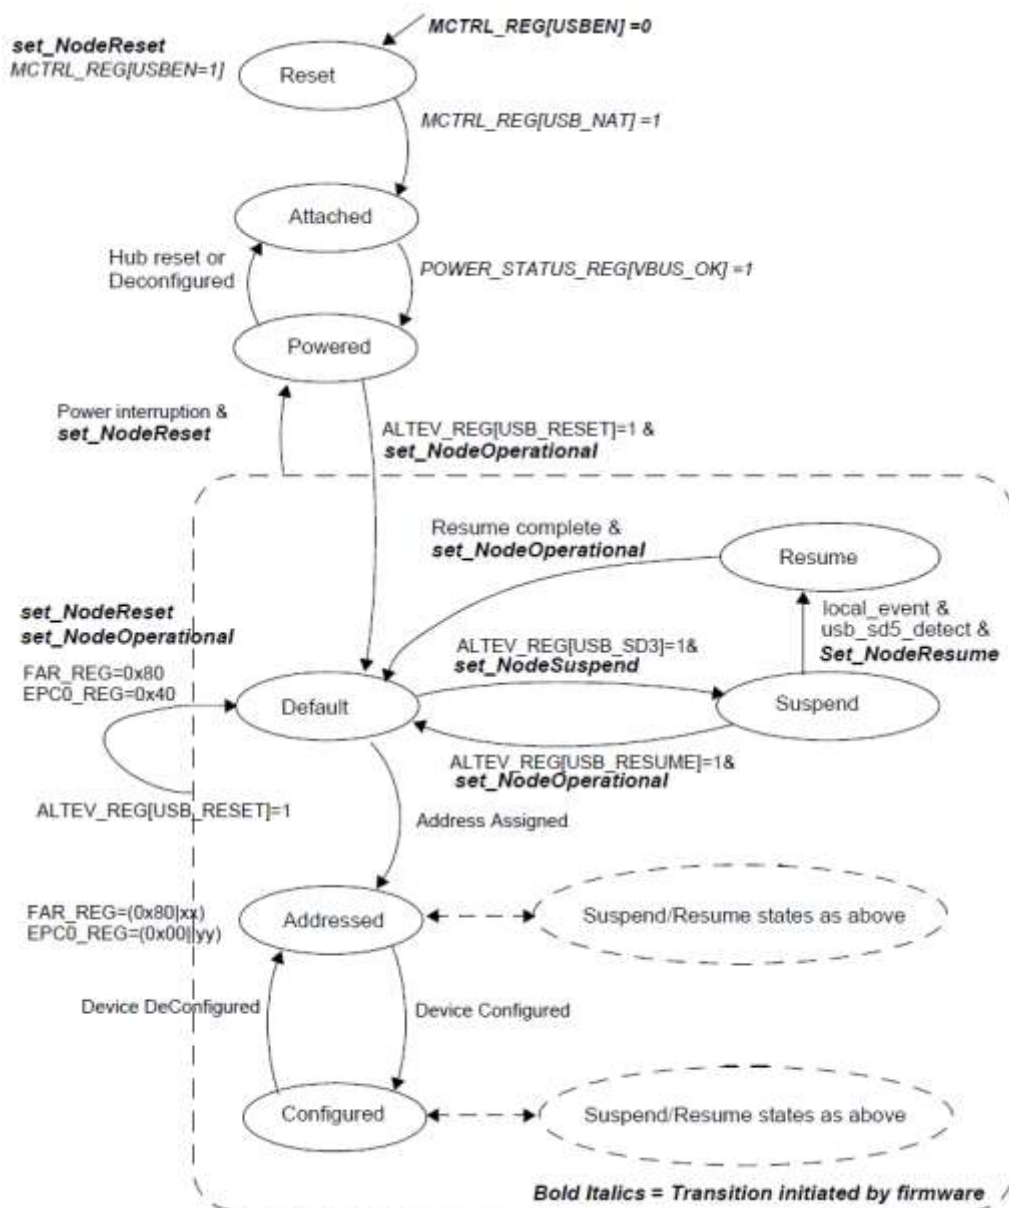 MCTRL_REG[USBEN] =0
set_NodeReset
MCTRL_REG[USBEN=1]
Reset
MCTRL_REG[USB_NAT] =1
Attached
Hub reset or
Deconfigured
POWER_STATUS_REG[VBUS_OK] =1
Powered
Power interruption &
set_NodeReset
ALTEV_REG[USB_RESET]=1 &
set_NodeOperational
Resume complete &
set_NodeOperational
Resume
set_NodeReset
set_NodeOperational
FAR_REG=0x80
EPC0_REG=0x40
local_event &
usb_sd5_detect &
Set_NodeResume
ALTEV_REG[USB_SD3]=1&
set_NodeSuspend
Default
Suspend
ALTEV_REG[USB_RESUME]=1&
set_NodeOperational
ALTEV_REG[USB_RESET]=1
Address Assigned
FAR_REG=(0x80|xx)
EPC0_REG=(0x00||yy)
Addressed
Suspend/Resume states as above
Device DeConfigured
Device Configured
Configured
Suspend/Resume states as above
Bold Italics = Transition initiated by firmware